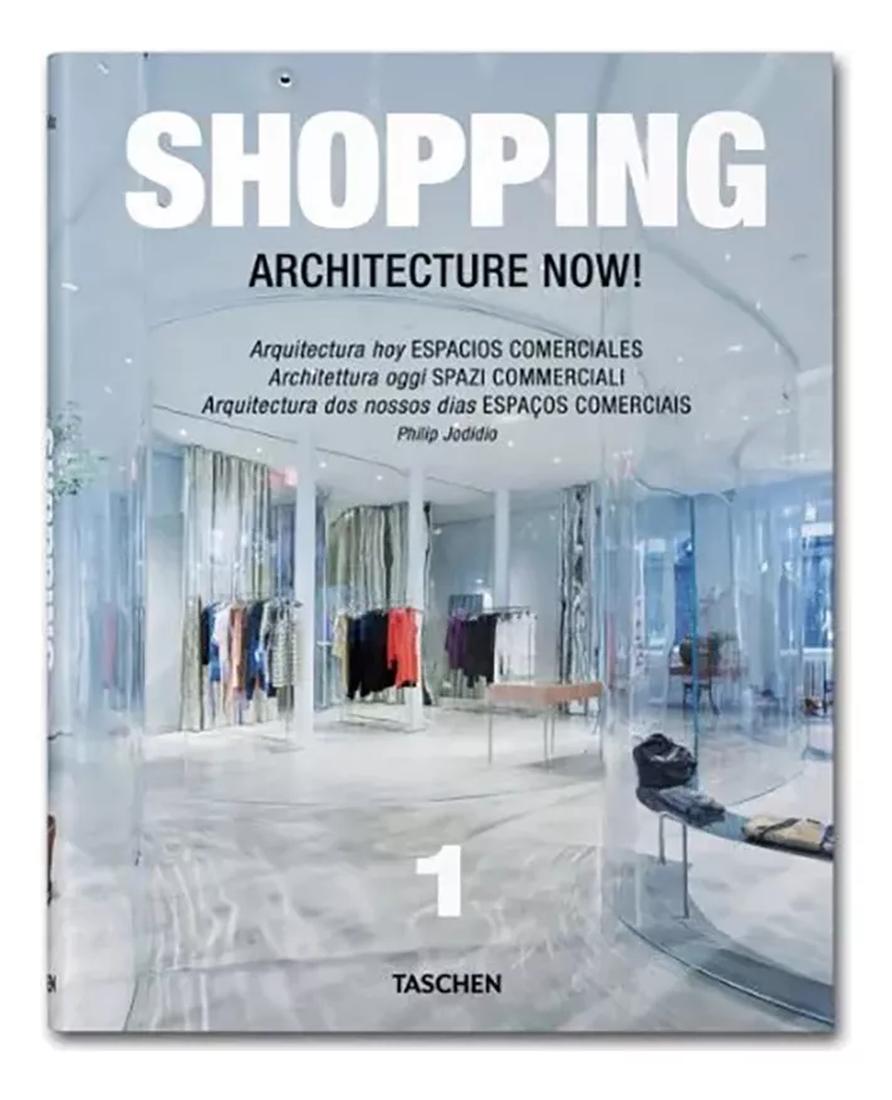 SHOPPING
ARCHITECTURE NOW!
Arquitectura hoy ESPACIOS COMERCIALES
Architettura oggi SPAZI COMMERCIALI
Arquitectura dos nossos dias ESPAÇOS COMERCIAIS
Philip Jodidio
1
TASCHEN